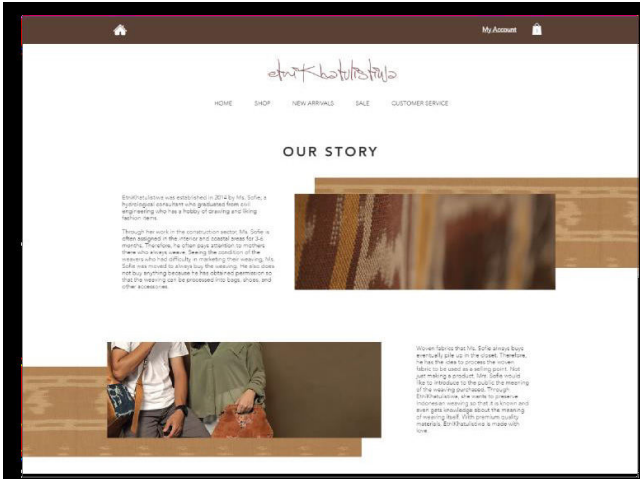 My Account
etniKhatulistiwa
HOME SHOP NEW ARRIVALS SALE CUSTOMER SERVICE
OUR STORY
EtniKhatulistiwa was established in 2014 by Ms. Sofie, a
hydrological consultant who graduated from civil
engineering who has a hobby of drawing and liking
fashion items.
Through her work in the construction sector, Ms. Sofie is
often assigned in the interior and coastal areas for 3-6
months. Therefore, he often pays attention to mothers
there who always weave. Seeing the condition of the
weavers who had difficulty in marketing their weaving, Ms.
Sofie was moved to always buy the weaving. He also does
not buy anything because he has obtained permission so
that the weaving can be processed into bags, shoes, and
other accessories.
Woven fabrics that Ms. Sofie always buys
eventually pile up in the closet. Therefore,
he has the idea to process the woven
fabric to be used as a selling point. Not
just making a product, Mrs. Sofie would
like to introduce to the public the meaning
of the weaving purchased. Through
EtniKhatulistiwa, she wants to preserve
Indonesian weaving so that it is known and
even gets knowledge about the meaning
of weaving itself. With premium quality
materials, EtniKhatulistiwa is made with
love.